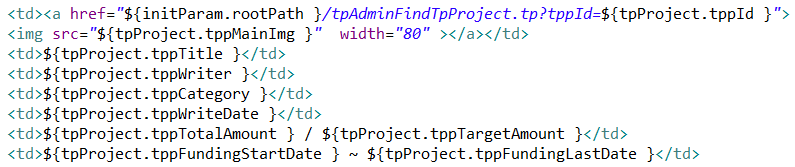 <td><a href="${initParam.rootPath }/tpAdminFindTpProject.tp?tppId=${tpProject.tppId }">
<img src="${tpProject.tppMainImg }"  width="80" ></a></td>
<td>${tpProject.tppTitle }</td>
<td>${tpProject.tppWriter }</td>
<td>${tpProject.tppCategory }</td>
<td>${tpProject.tppWriteDate }</td>
<td>${tpProject.tppTotalAmount } / ${tpProject.tppTargetAmount }</td>
<td>${tpProject.tppFundingStartDate } ~ ${tpProject.tppFundingLastDate }</td>